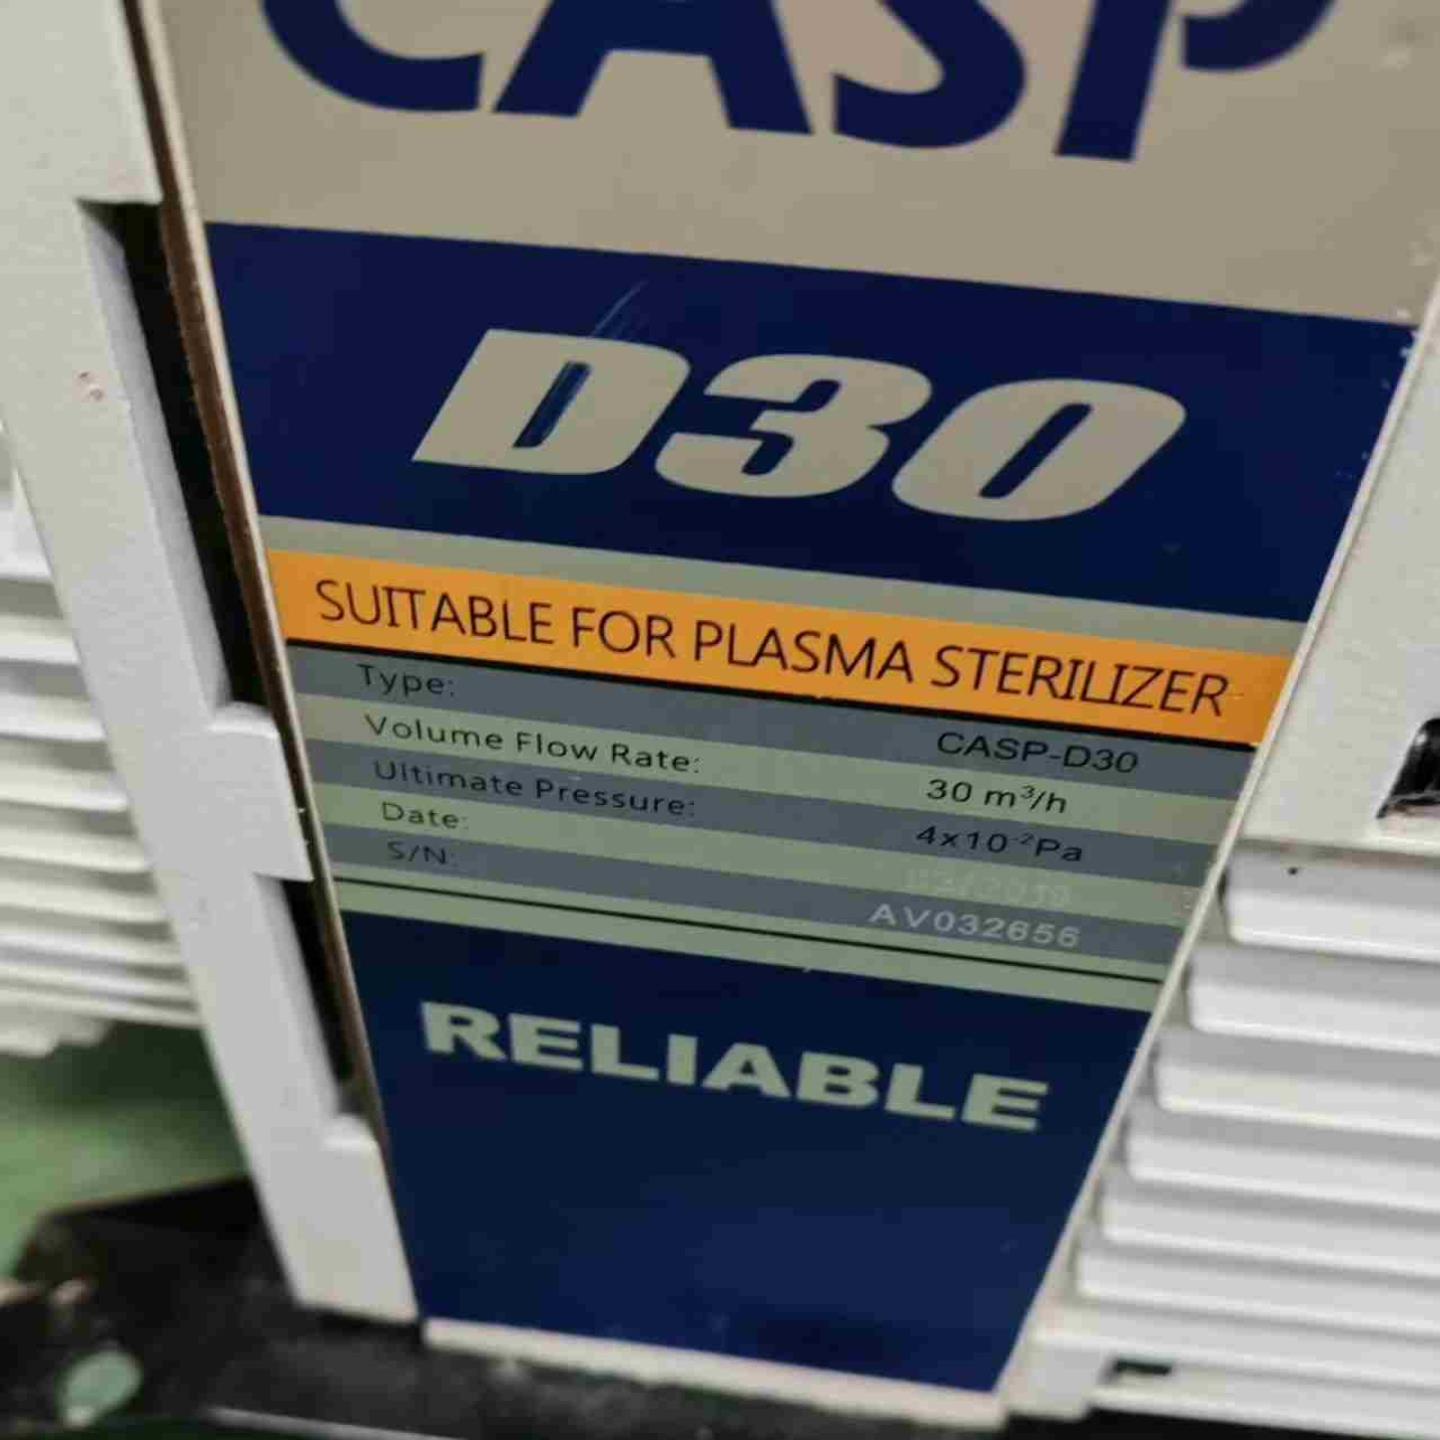 CASP
D30
SUITABLE FOR PLASMA STERILIZER
Type: CASP-D30
Volume Flow Rate: 30 m³/h
Ultimate Pressure: 4x10⁻²Pa
Date:
S/N: AV032656
RELIABLE